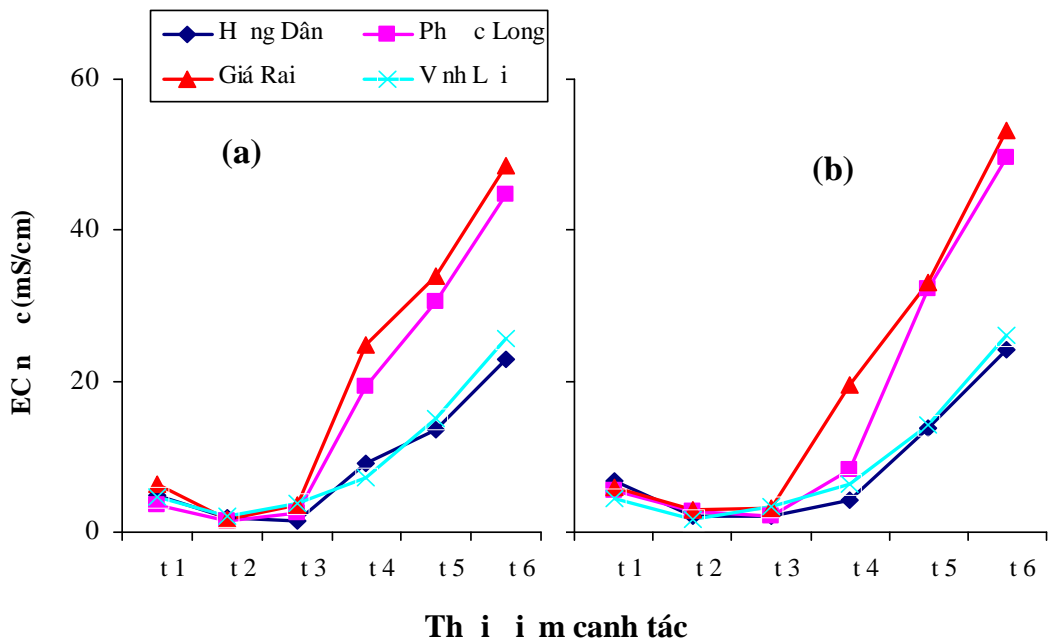 H ng Dân
Ph c Long
Giá Rai
V nh L i
60
40
20
0
(a)
(b)
EC n c (mS/cm)
t 1 t 2 t 3 t 4 t 5 t 6 t 1 t 2 t 3 t 4 t 5 t 6
Th i i m canh tác